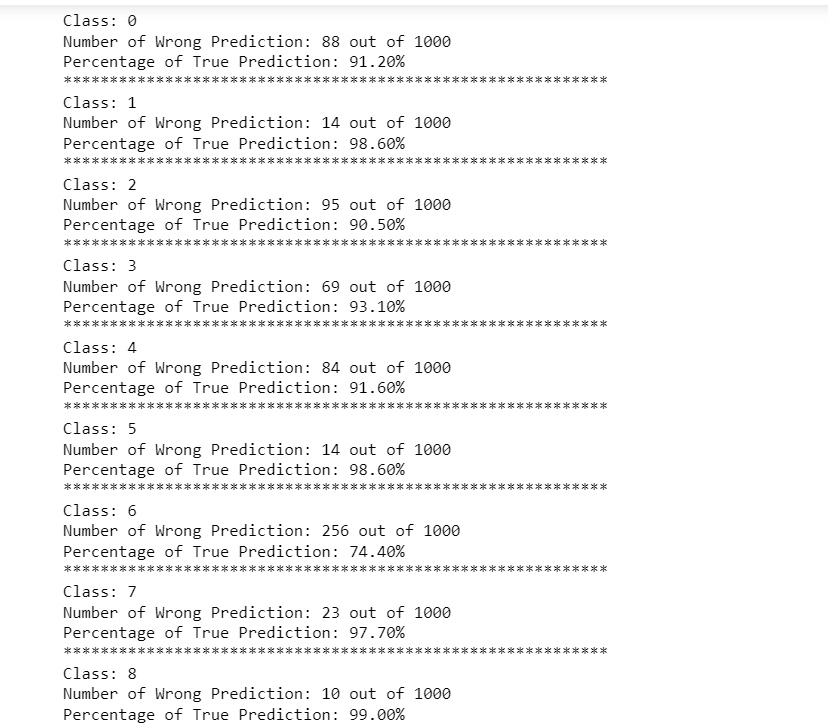 Class: 0
Number of Wrong Prediction: 88 out of 1000
Percentage of True Prediction: 91.20%
***********************************************************
Class: 1
Number of Wrong Prediction: 14 out of 1000
Percentage of True Prediction: 98.60%
***********************************************************
Class: 2
Number of Wrong Prediction: 95 out of 1000
Percentage of True Prediction: 90.50%
***********************************************************
Class: 3
Number of Wrong Prediction: 69 out of 1000
Percentage of True Prediction: 93.10%
***********************************************************
Class: 4
Number of Wrong Prediction: 84 out of 1000
Percentage of True Prediction: 91.60%
***********************************************************
Class: 5
Number of Wrong Prediction: 14 out of 1000
Percentage of True Prediction: 98.60%
***********************************************************
Class: 6
Number of Wrong Prediction: 256 out of 1000
Percentage of True Prediction: 74.40%
***********************************************************
Class: 7
Number of Wrong Prediction: 23 out of 1000
Percentage of True Prediction: 97.70%
***********************************************************
Class: 8
Number of Wrong Prediction: 10 out of 1000
Percentage of True Prediction: 99.00%